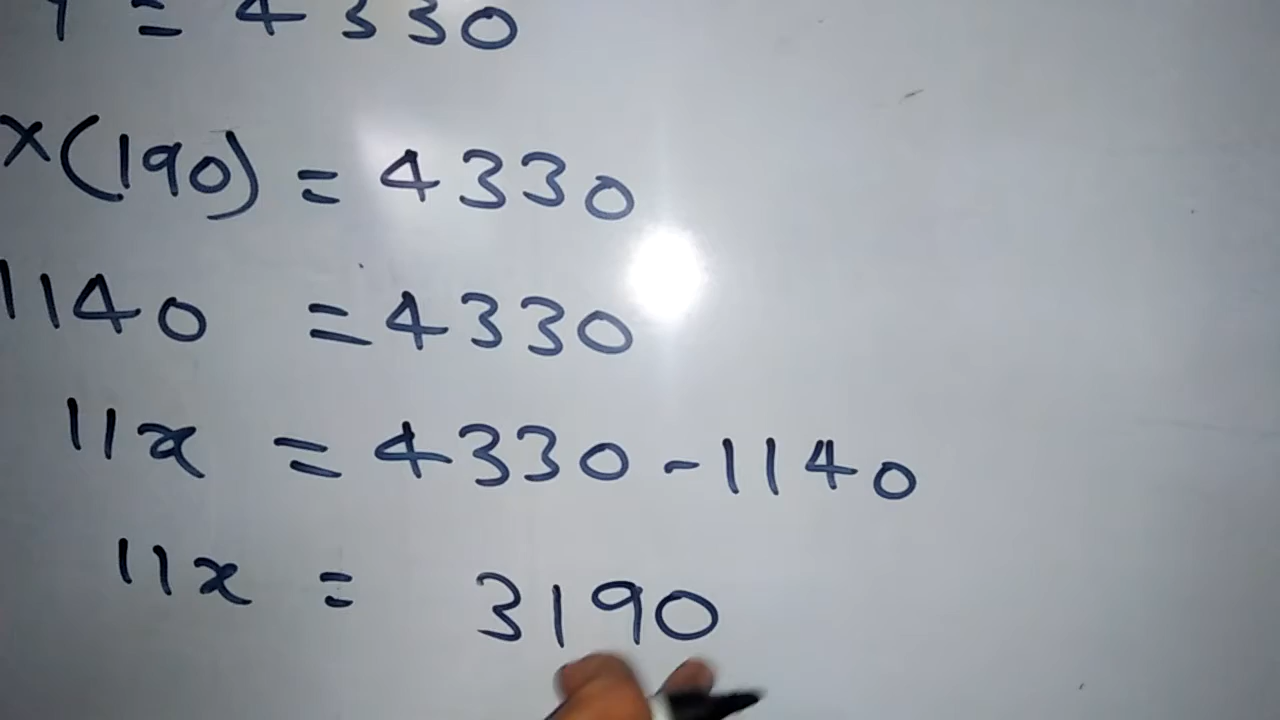 = 4330
x(190) = 4330
1140 = 4330
11x = 4330-1140
11x = 3190